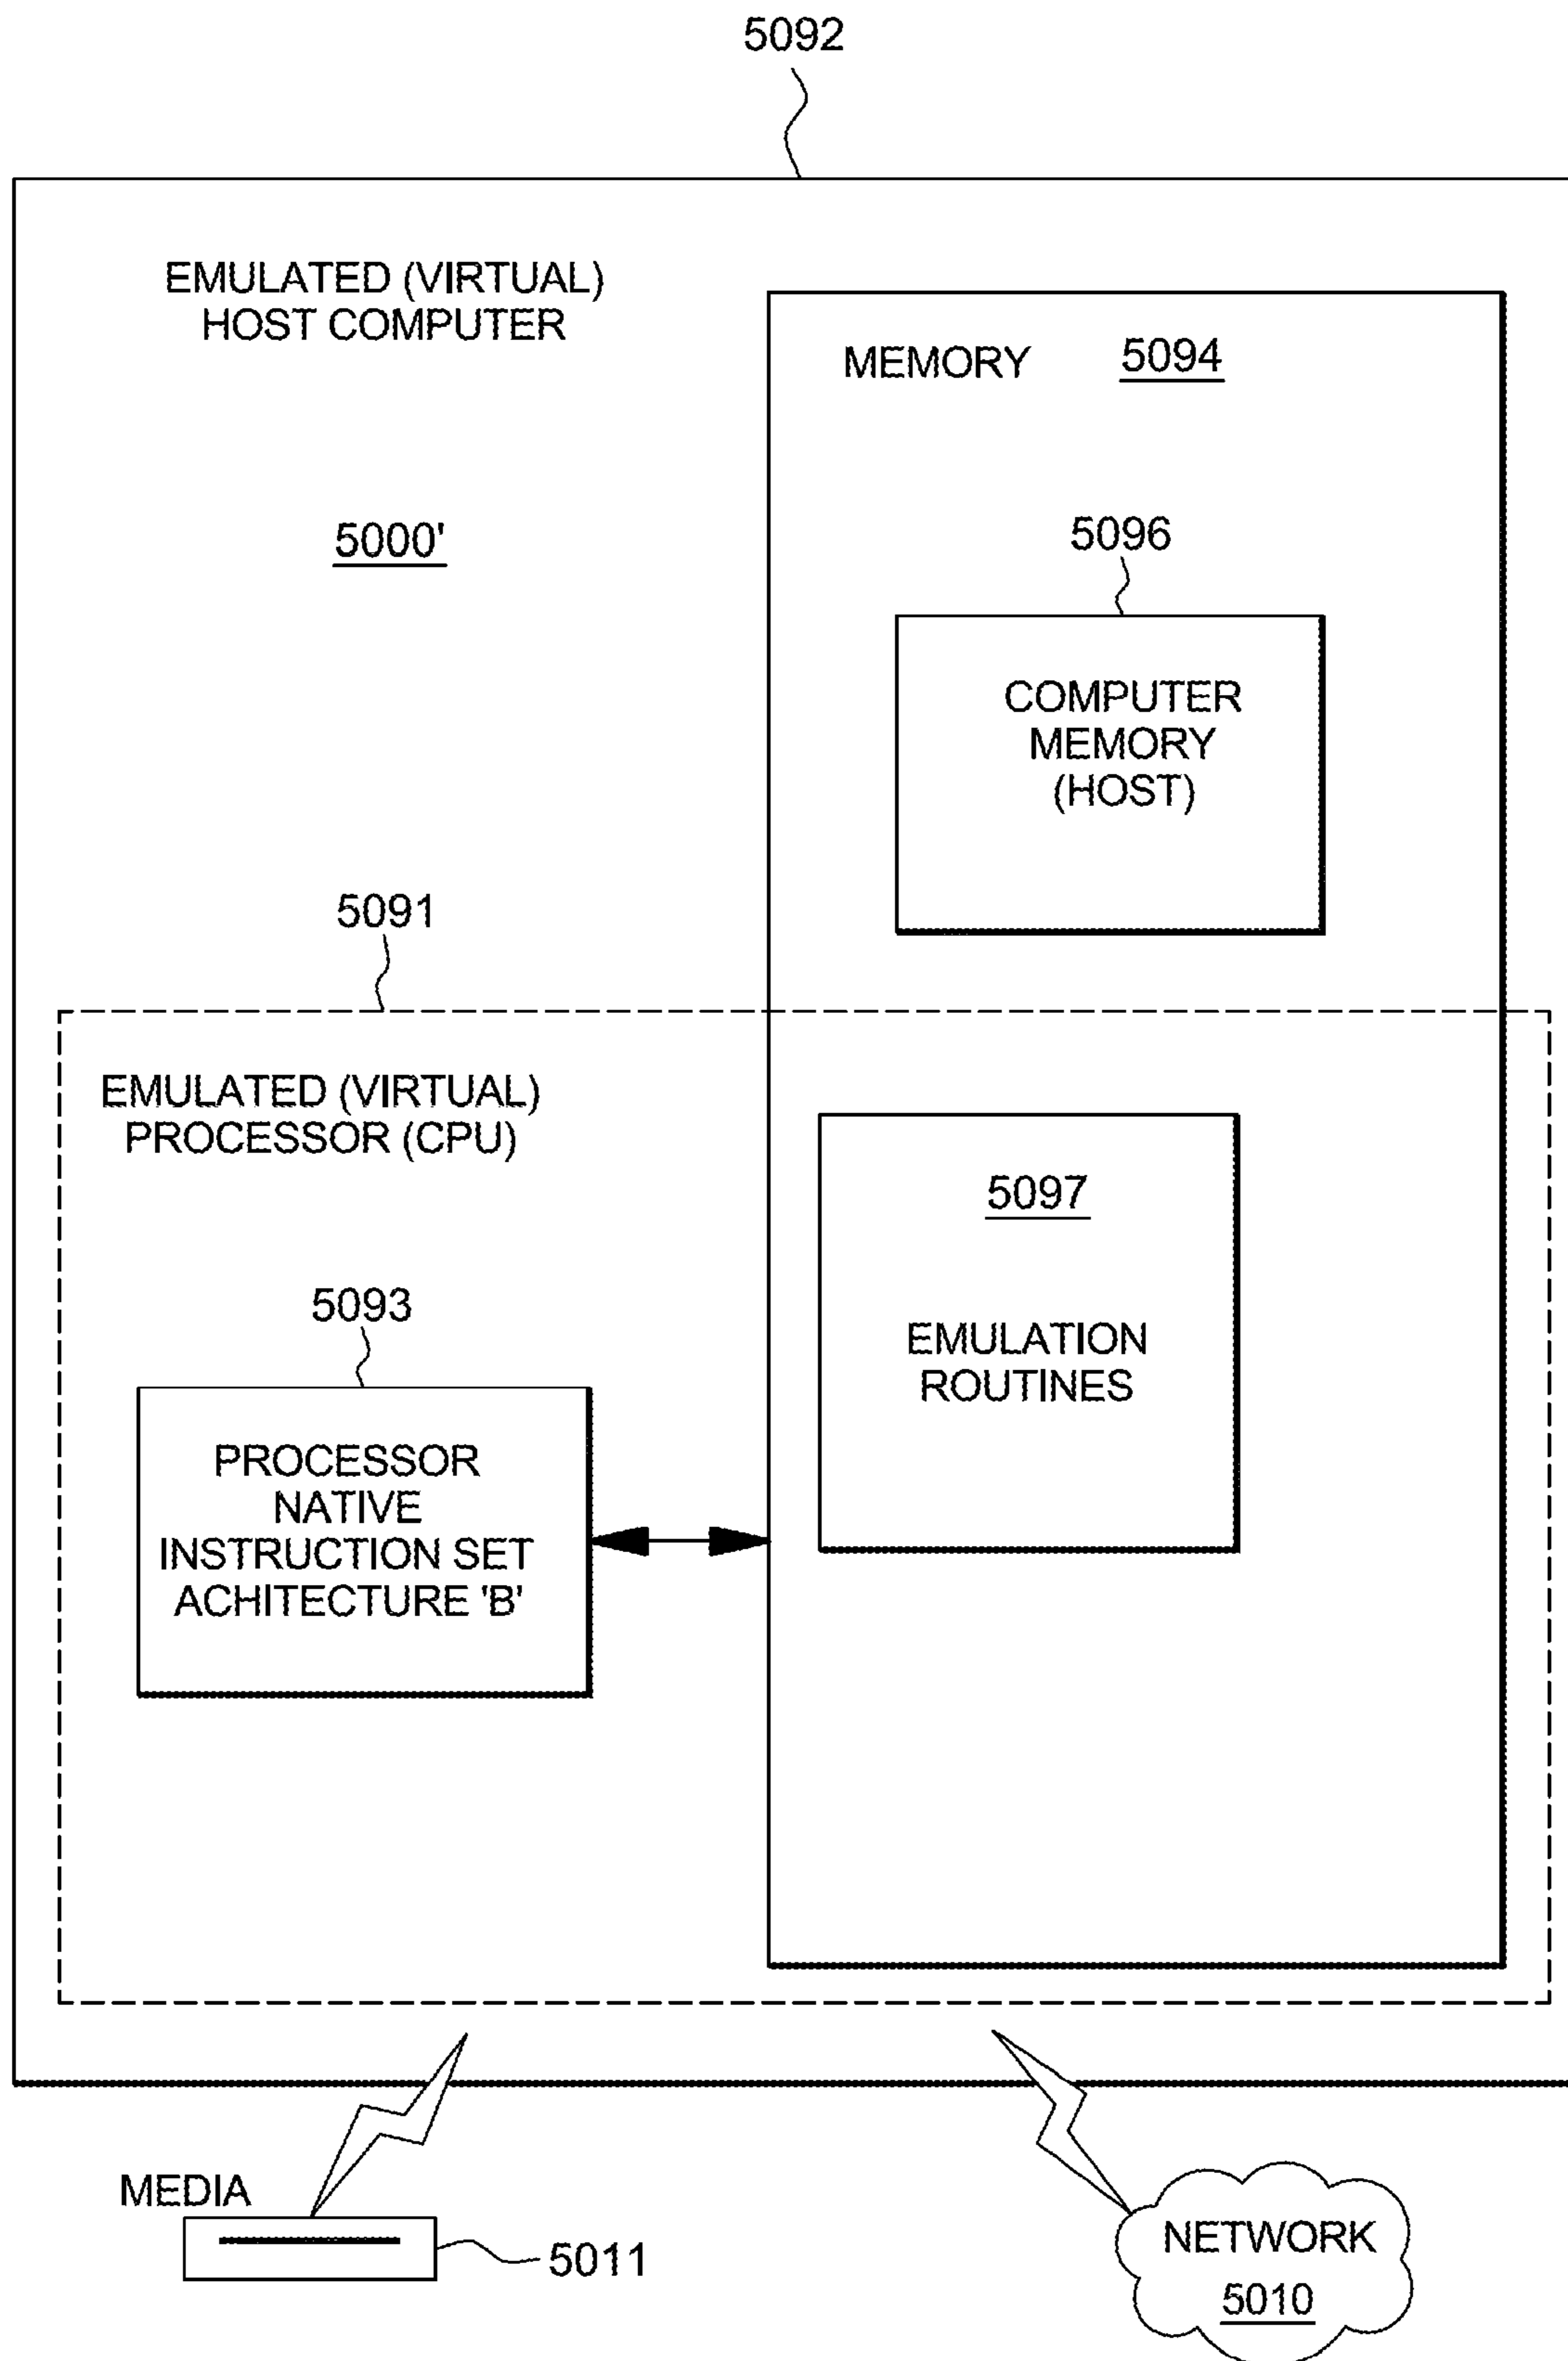 5092
EMULATED (VIRTUAL)
HOST COMPUTER
5000'
MEMORY 5094
5096
COMPUTER
MEMORY
(HOST)
5091
EMULATED (VIRTUAL)
PROCESSOR (CPU)
5093
PROCESSOR
NATIVE
INSTRUCTION SET
ACHITECTURE 'B'
5097
EMULATION
ROUTINES
MEDIA
5011
NETWORK
5010